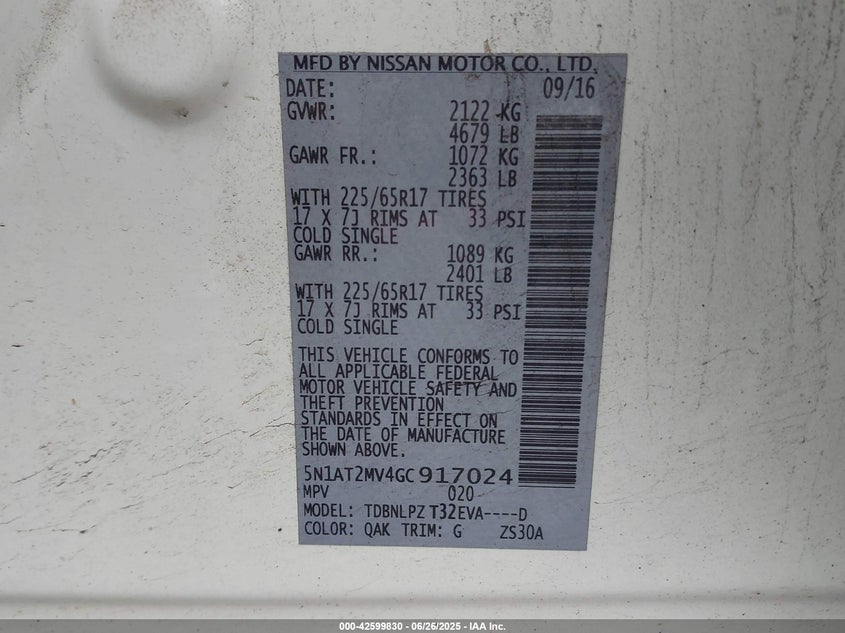 MFD BY NISSAN MOTOR CO., LTD.
DATE: 09/16
GVWR: 2122 KG
4679 LB
GAWR FR.: 1072 KG
2363 LB
WITH 225/65R17 TIRES
17 X 7J RIMS AT 33 PSI
COLD SINGLE
GAWR RR.: 1089 KG
2401 LB
WITH 225/65R17 TIRES
17 X 7J RIMS AT 33 PSI
COLD SINGLE
THIS VEHICLE CONFORMS TO
ALL APPLICABLE FEDERAL
MOTOR VEHICLE SAFETY AND
THEFT PREVENTION
STANDARDS IN EFFECT ON
THE DATE OF MANUFACTURE
SHOWN ABOVE.
5N1AT2MV4GC917024
MPV 020
MODEL: TDBNLPZ T32EVA----D
COLOR: QAK TRIM: G ZS30A
000-42599830 - 06/26/2025 - IAA Inc.